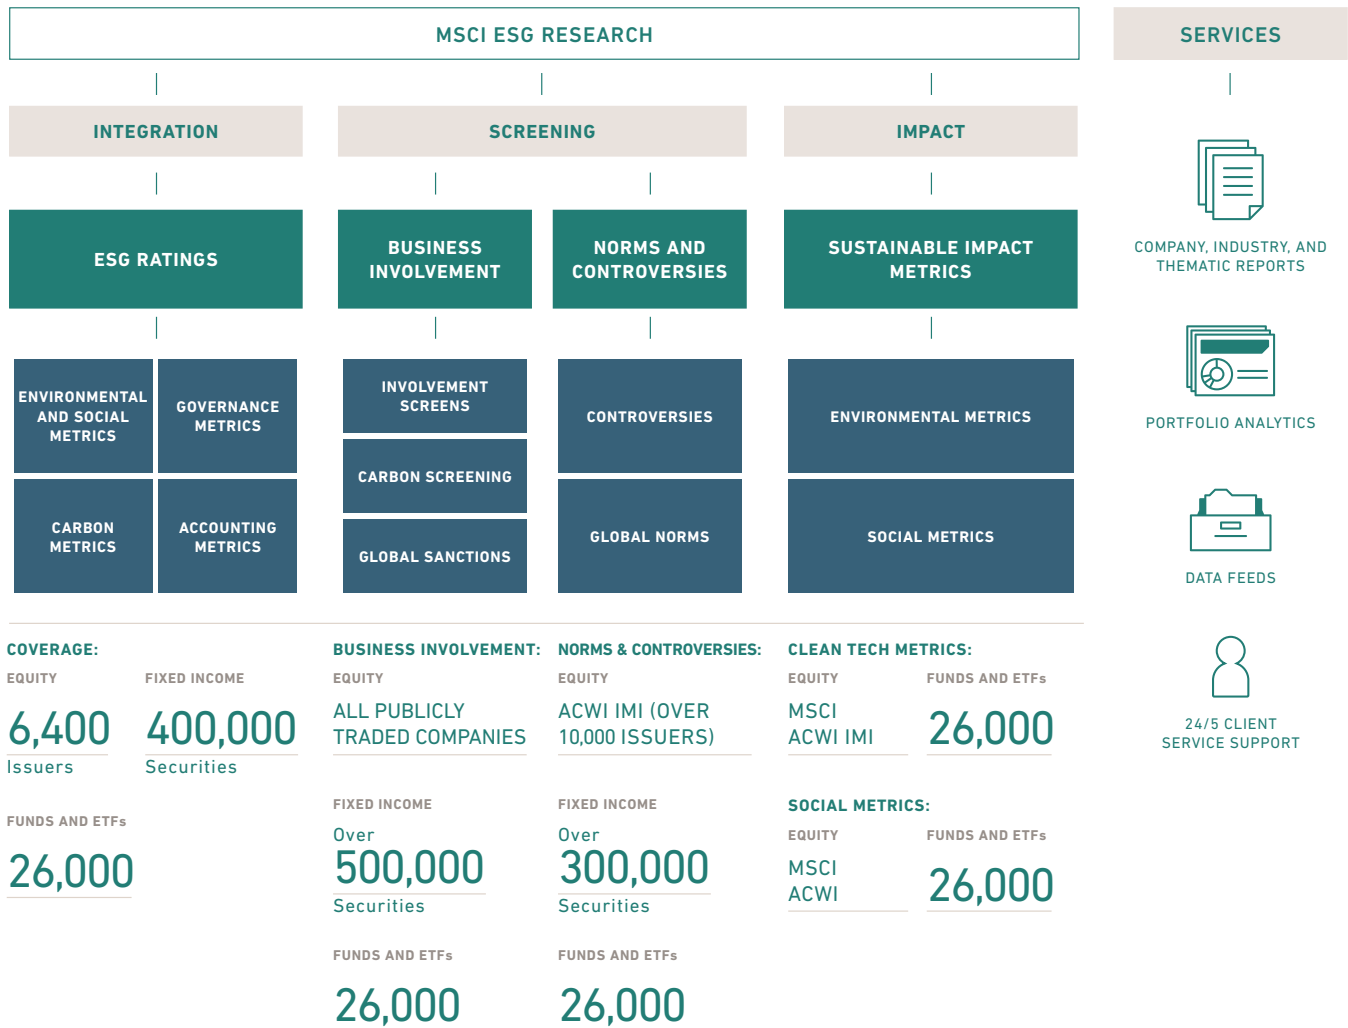 MSCI ESG RESEARCH
SERVICES
INTEGRATION
SCREENING
IMPACT
ESG RATINGS
BUSINESS
INVOLVEMENT
NORMS AND
CONTROVERSIES
SUSTAINABLE IMPACT
METRICS
ENVIRONMENTAL
AND SOCIAL
METRICS
GOVERNANCE
METRICS
CARBON
METRICS
ACCOUNTING
METRICS
INVOLVEMENT
SCREENS
CARBON SCREENING
GLOBAL SANCTIONS
CONTROVERSIES
GLOBAL NORMS
ENVIRONMENTAL METRICS
SOCIAL METRICS
COMPANY, INDUSTRY, AND
THEMATIC REPORTS
PORTFOLIO ANALYTICS
DATA FEEDS
24/5 CLIENT
SERVICE SUPPORT
COVERAGE:
EQUITY
6,400
Issuers
FIXED INCOME
400,000
Securities
FUNDS AND ETFs
26,000
BUSINESS INVOLVEMENT:
EQUITY
ALL PUBLICLY
TRADED COMPANIES
FIXED INCOME
Over
500,000
Securities
FUNDS AND ETFs
26,000
NORMS & CONTROVERSIES:
EQUITY
ACWI IMI (OVER
10,000 ISSUERS)
FIXED INCOME
Over
300,000
Securities
FUNDS AND ETFs
26,000
CLEAN TECH METRICS:
EQUITY
MSCI
ACWI IMI
FUNDS AND ETFs
26,000
SOCIAL METRICS:
EQUITY
MSCI
ACWI
FUNDS AND ETFs
26,000